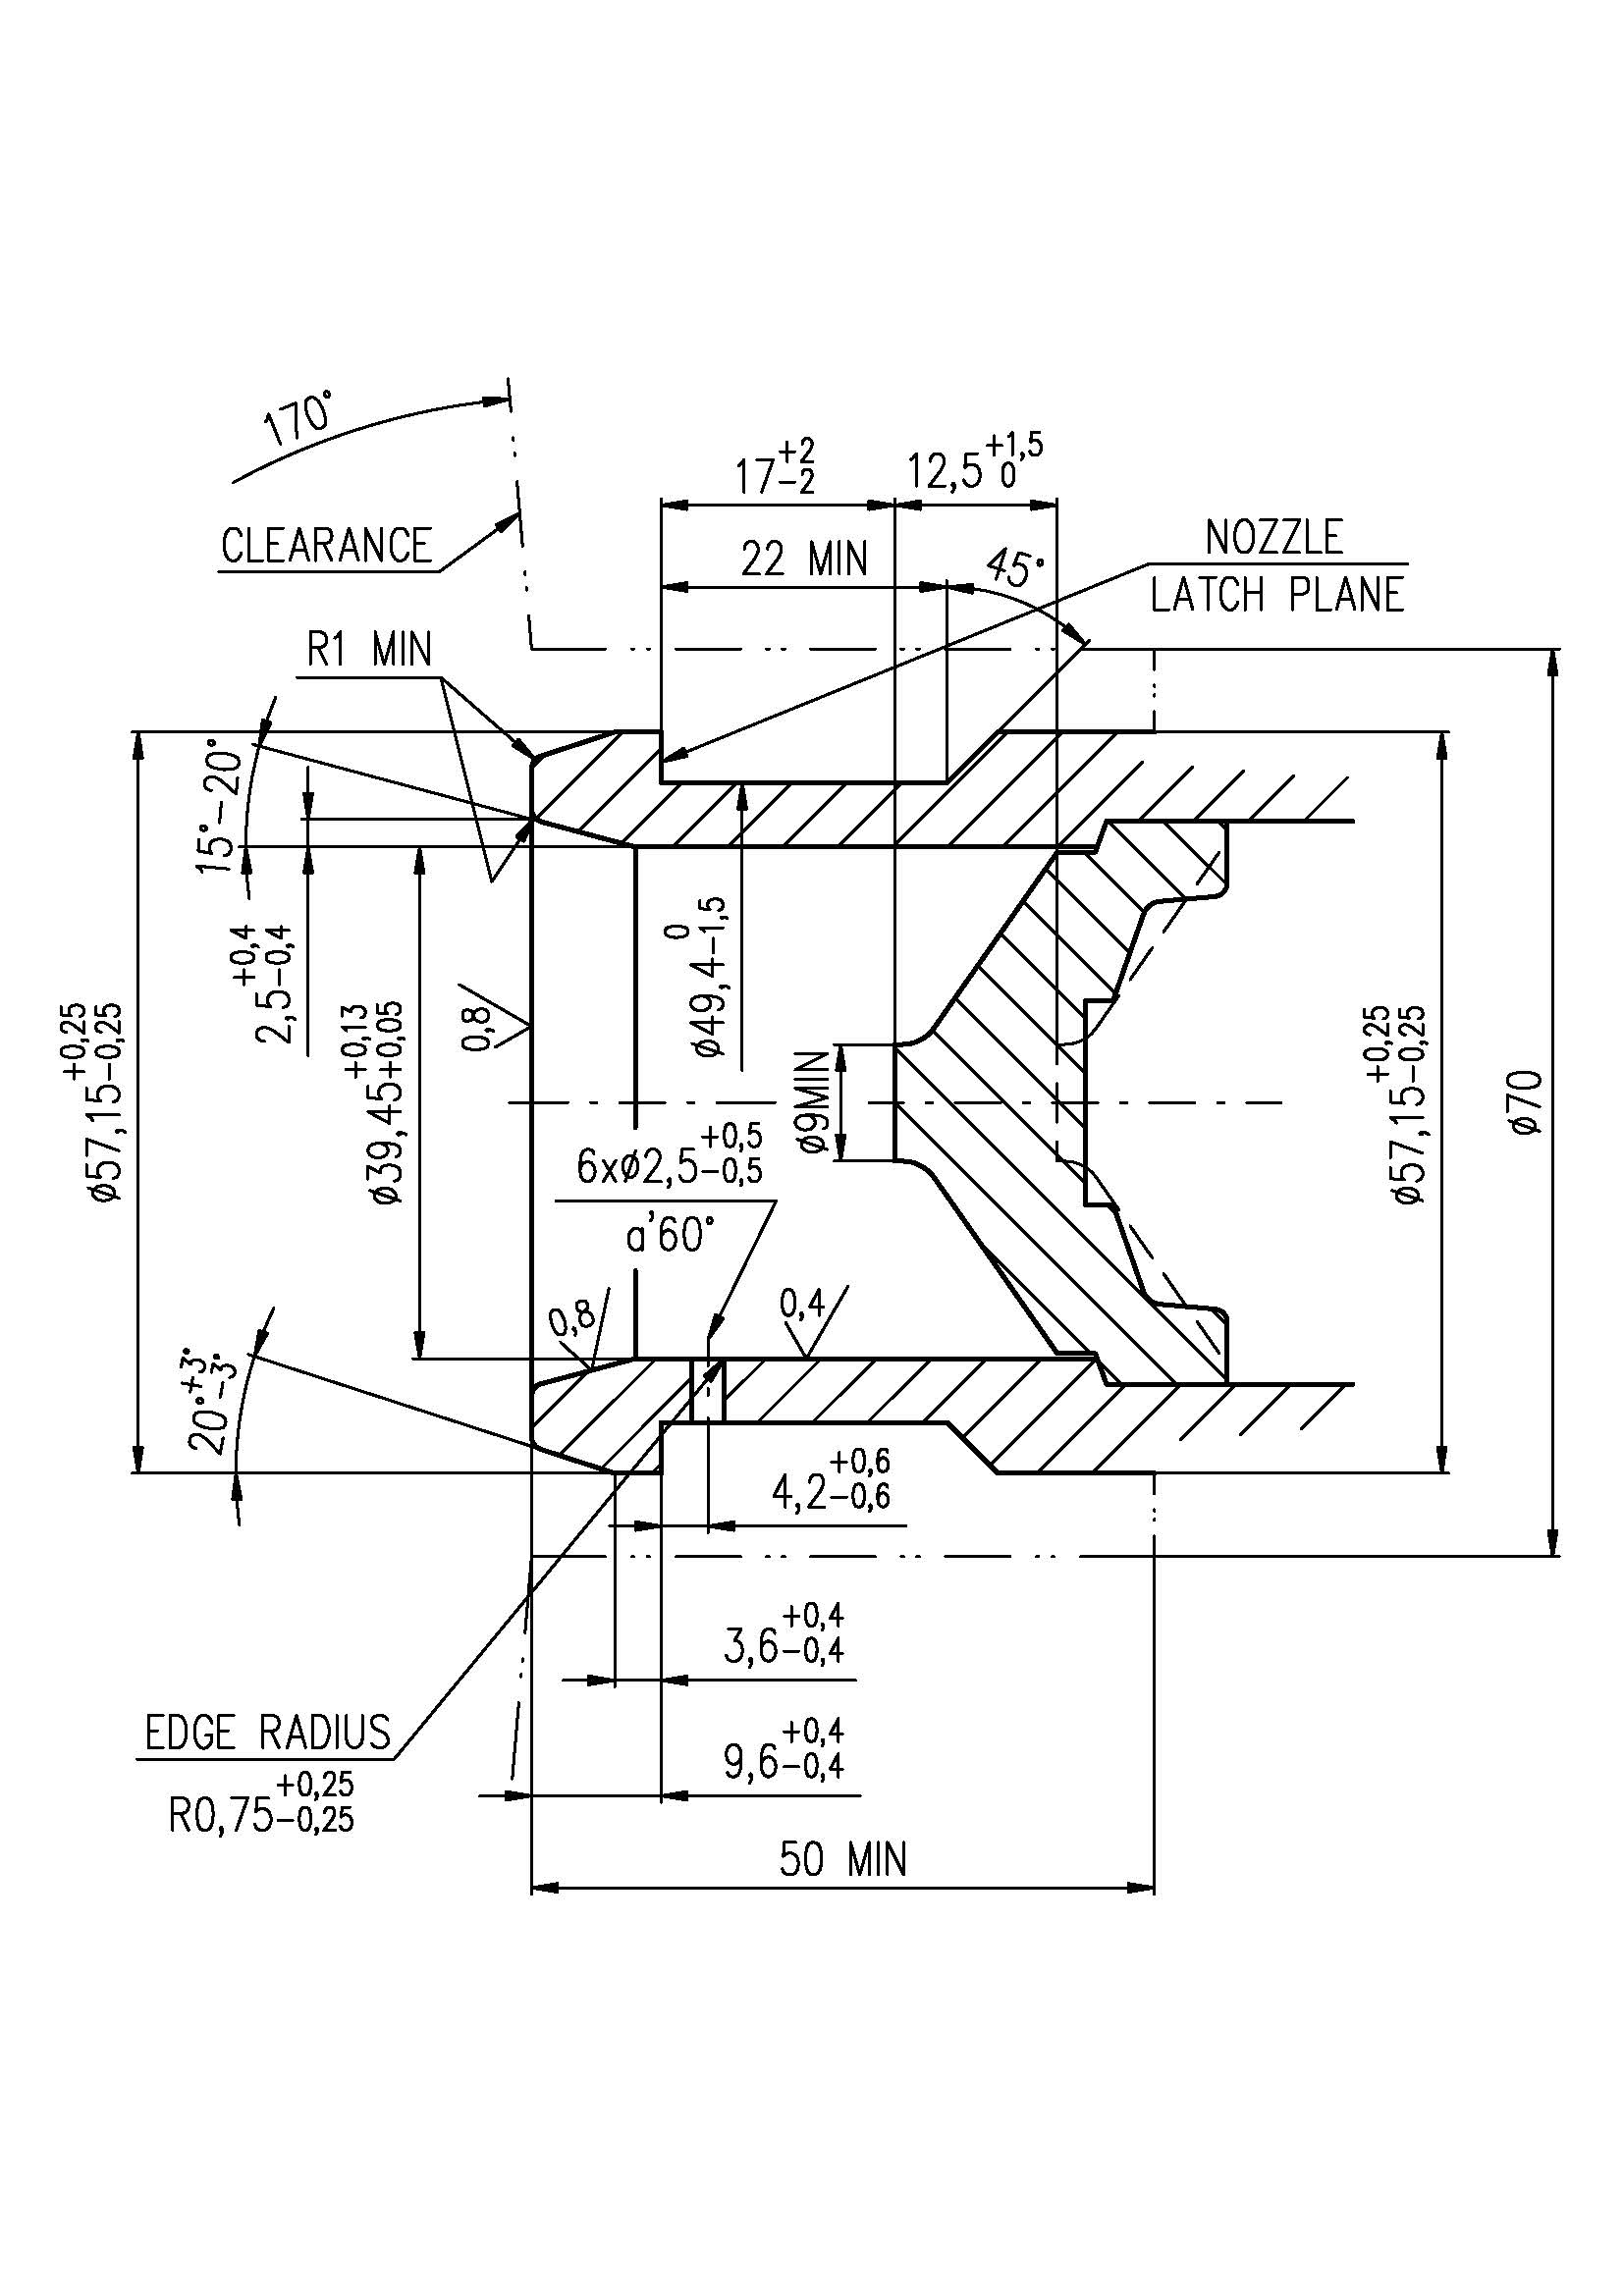 170°
+2
17-2
+1,5
12,5 0
CLEARANCE
22 MIN
45°
NOZZLE
LATCH PLANE
R1 MIN
15°-20°
+0,4
2,5-0,4
+0,25
ø57,15-0,25
+0,13
ø39,45+0,05
0,8
0
ø49,4-1,5
ø9MIN
+0,25
ø57,15-0,25
ø70
+0,5
6xø2,5-0,5
a'60°
0,8
0,4
+3°
20°-3°
+0,6
4,2-0,6
+0,4
3,6-0,4
EDGE RADIUS
+0,25
R0,75-0,25
+0,4
9,6-0,4
50 MIN